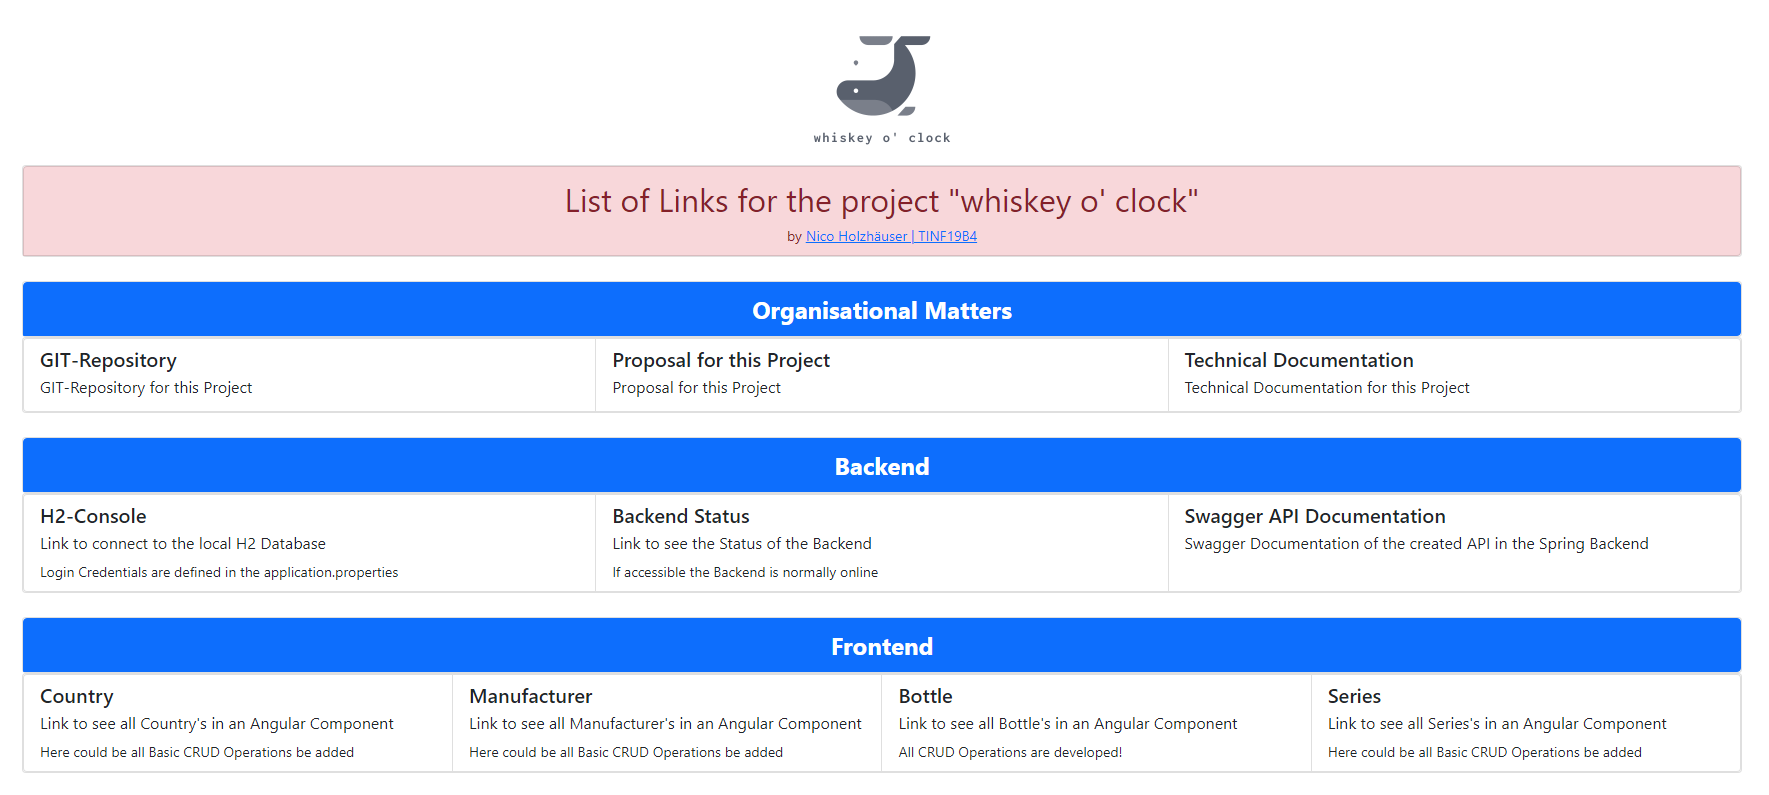 whiskey o' clock
List of Links for the project "whiskey o' clock"
by Nico Holzhäuser | TINF19B4
Organisational Matters
GIT-Repository
GIT-Repository for this Project
Proposal for this Project
Proposal for this Project
Technical Documentation
Technical Documentation for this Project
Backend
H2-Console
Link to connect to the local H2 Database
Login Credentials are defined in the application.properties
Backend Status
Link to see the Status of the Backend
If accessible the Backend is normally online
Swagger API Documentation
Swagger Documentation of the created API in the Spring Backend
Frontend
Country
Link to see all Country's in an Angular Component
Here could be all Basic CRUD Operations be added
Manufacturer
Link to see all Manufacturer's in an Angular Component
Here could be all Basic CRUD Operations be added
Bottle
Link to see all Bottle's in an Angular Component
All CRUD Operations are developed!
Series
Link to see all Series's in an Angular Component
Here could be all Basic CRUD Operations be added